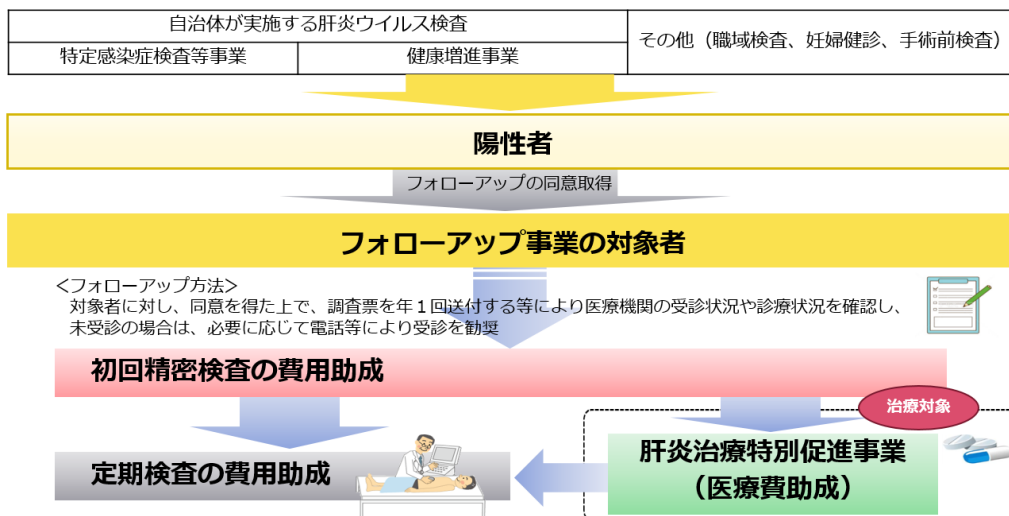 自治体が実施する肝炎ウイルス検査
特定感染症検査等事業
健康増進事業
その他（職域検査、妊婦健診、手術前検査）
陽性者
フォローアップの同意取得
フォローアップ事業の対象者
＜フォローアップ方法＞
対象者に対し、同意を得た上で、調査票を年１回送付する等により医療機関の受診状況や診療状況を確認し、
未受診の場合は、必要に応じて電話等により受診を勧奨
初回精密検査の費用助成
治療対象
定期検査の費用助成
肝炎治療特別促進事業
（医療費助成）